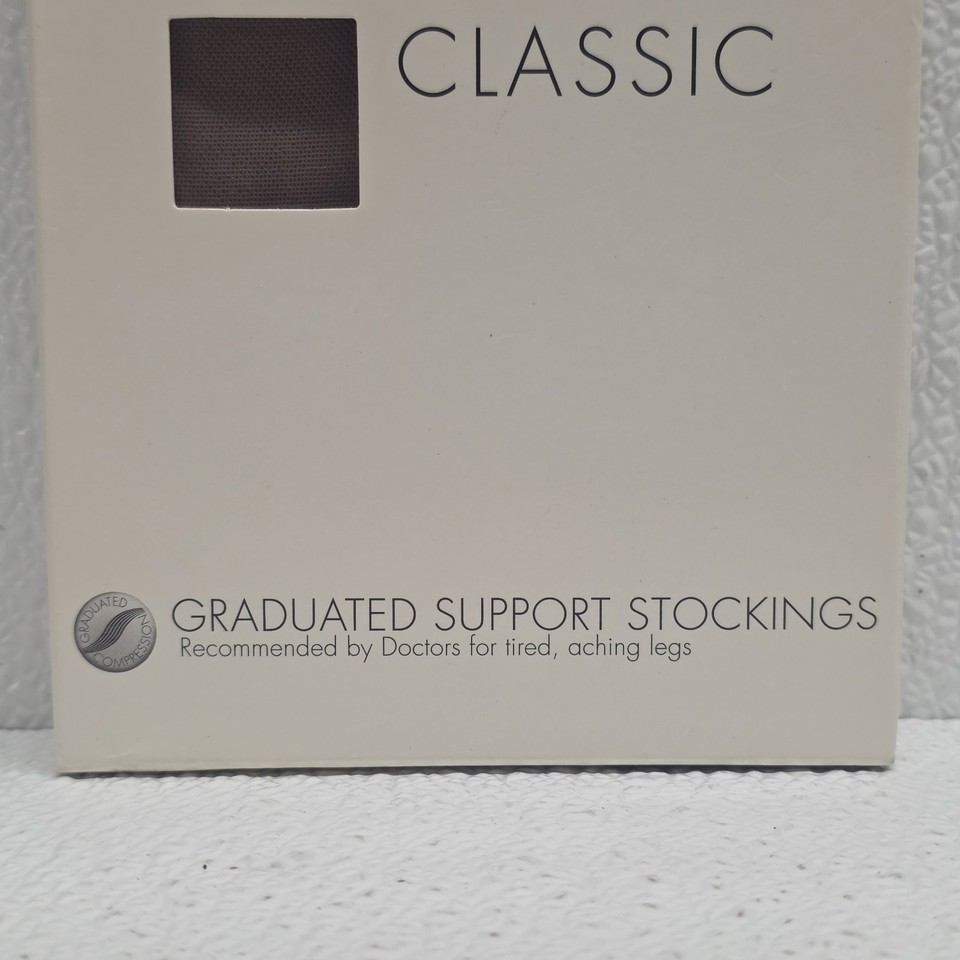 CLASSIC
GRADUATED SUPPORT STOCKINGS
Recommended by Doctors for tired, aching legs
GRADUATED
COMPRESSION